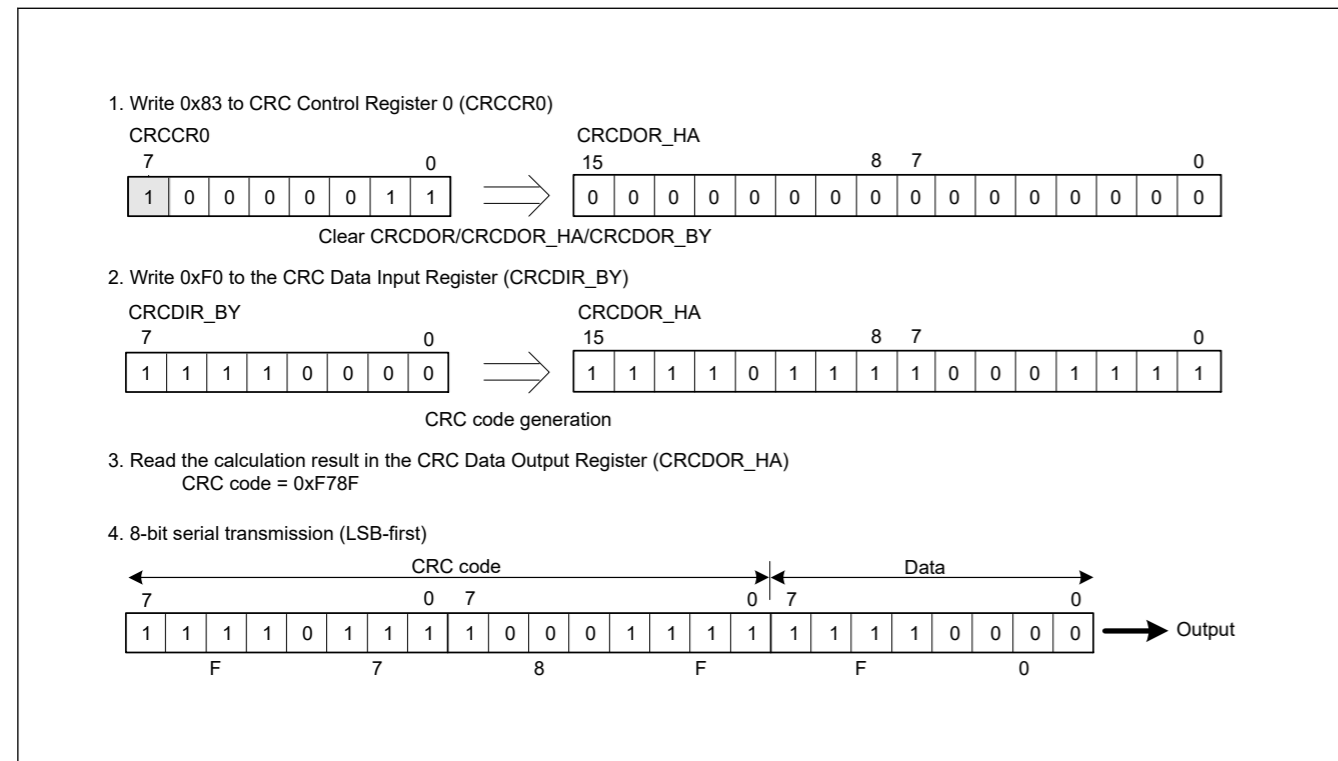 1. Write 0x83 to CRC Control Register 0 (CRCCR0)
CRCCR0 CRCDOR_HA
7 0 15 8 7 0
1 0 0 0 0 0 1 1 0 0 0 0 0 0 0 0 0 0 0 0 0 0 0 0
Clear CRCDOR/CRCDOR_HA/CRCDOR_BY
2. Write 0xF0 to the CRC Data Input Register (CRCDIR_BY)
CRCDIR_BY CRCDOR_HA
7 0 15 8 7 0
1 1 1 1 0 0 0 0 1 1 1 1 0 1 1 1 1 0 0 0 1 1 1 1
CRC code generation
3. Read the calculation result in the CRC Data Output Register (CRCDOR_HA)
CRC code = 0xF78F
4. 8-bit serial transmission (LSB-first)
CRC code Data
7 0 7 0 7 0
1 1 1 1 0 1 1 1 1 0 0 0 1 1 1 1 1 1 1 1 0 0 0 0 Output
F 7 8 F F 0